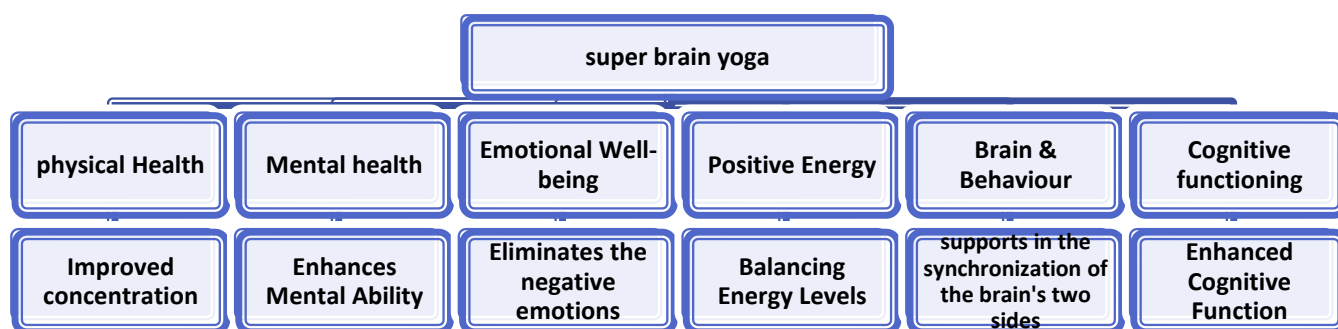 super brain yoga
physical Health
Mental health
Emotional Well-
being
Positive Energy
Brain &
Behaviour
Cognitive
functioning
Improved
concentration
Enhances
Mental Ability
Eliminates the
negative
emotions
Balancing
Energy Levels
supports in the
synchronization of
the brain's two
sides
Enhanced
Cognitive
Function